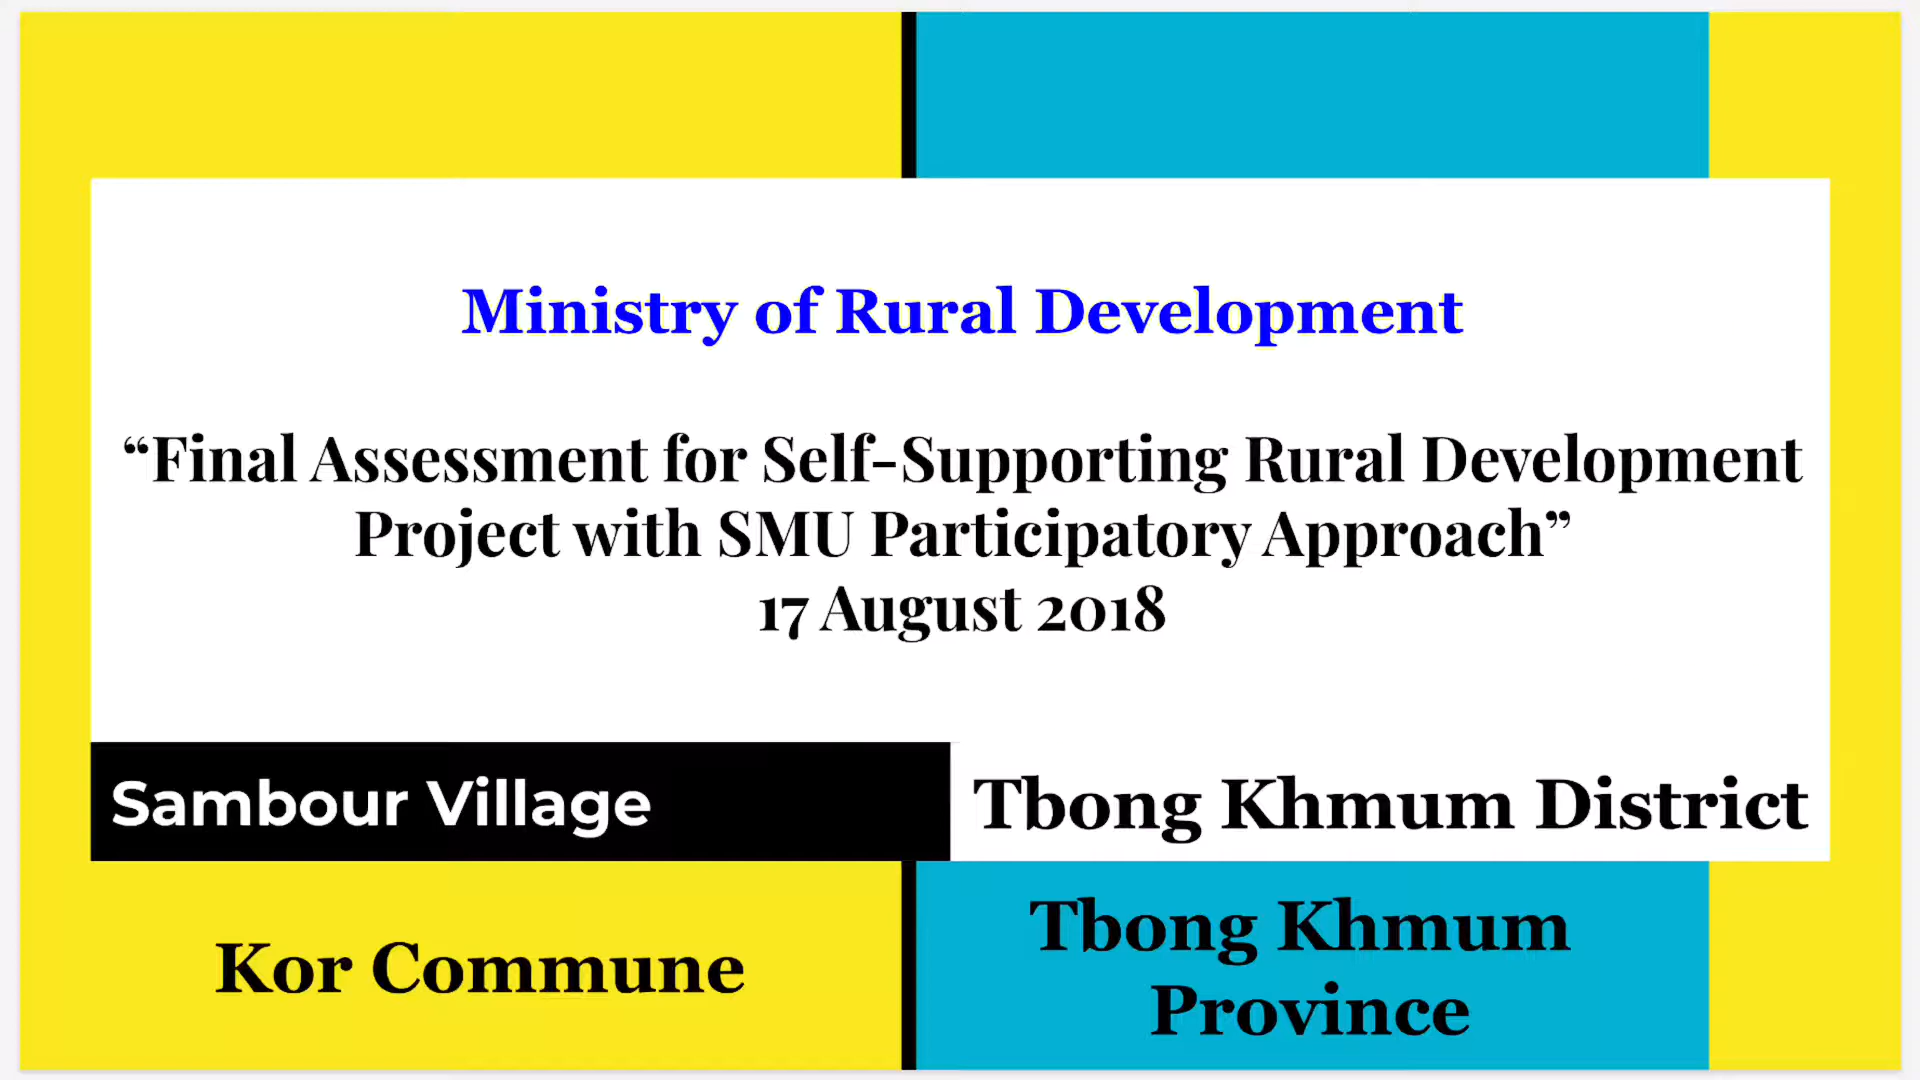 Ministry of Rural Development
“Final Assessment for Self-Supporting Rural Development
Project with SMU Participatory Approach”
17 August 2018
Sambour Village
Tbong Khmum District
Kor Commune
Tbong Khmum
Province